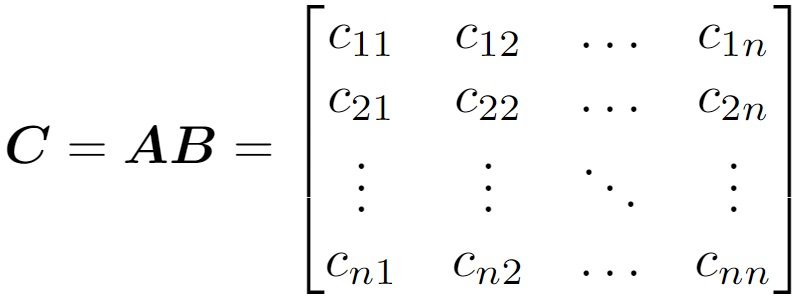 C = AB = [ c₁₁ c₁₂ … c₁ₙ
c₂₁ c₂₂ … c₂ₙ
⋮ ⋮ ⋱ ⋮
cₙ₁ cₙ₂ … cₙₙ ]